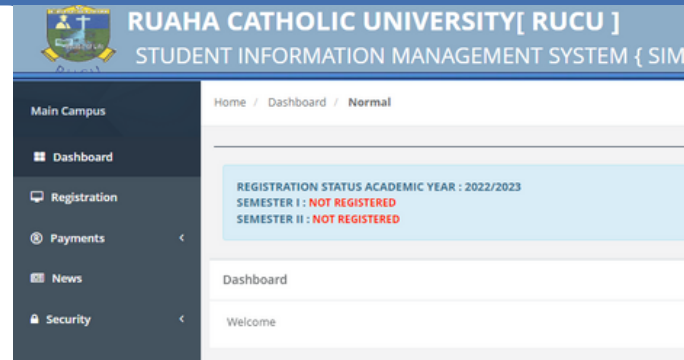 RUAHA CATHOLIC UNIVERSITY[ RUCU ]
STUDENT INFORMATION MANAGEMENT SYSTEM { SIM
RUCU
Main Campus
Home / Dashboard / Normal
Dashboard
Registration
Payments
News
Security
REGISTRATION STATUS ACADEMIC YEAR : 2022/2023
SEMESTER I : NOT REGISTERED
SEMESTER II : NOT REGISTERED
Dashboard
Welcome